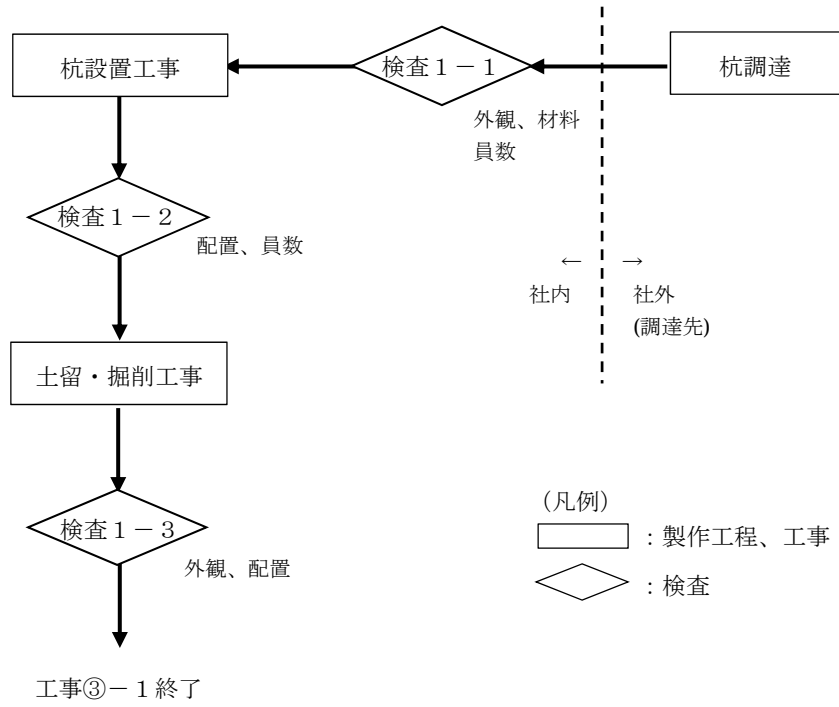 杭設置工事
検査1-1
杭調達
外観、材料
員数
検査1-2
配置、員数
← →
社内
社外
(調達先)
土留・掘削工事
検査1-3
外観、配置
(凡例)
:製作工程、工事
:検査
工事③-1終了